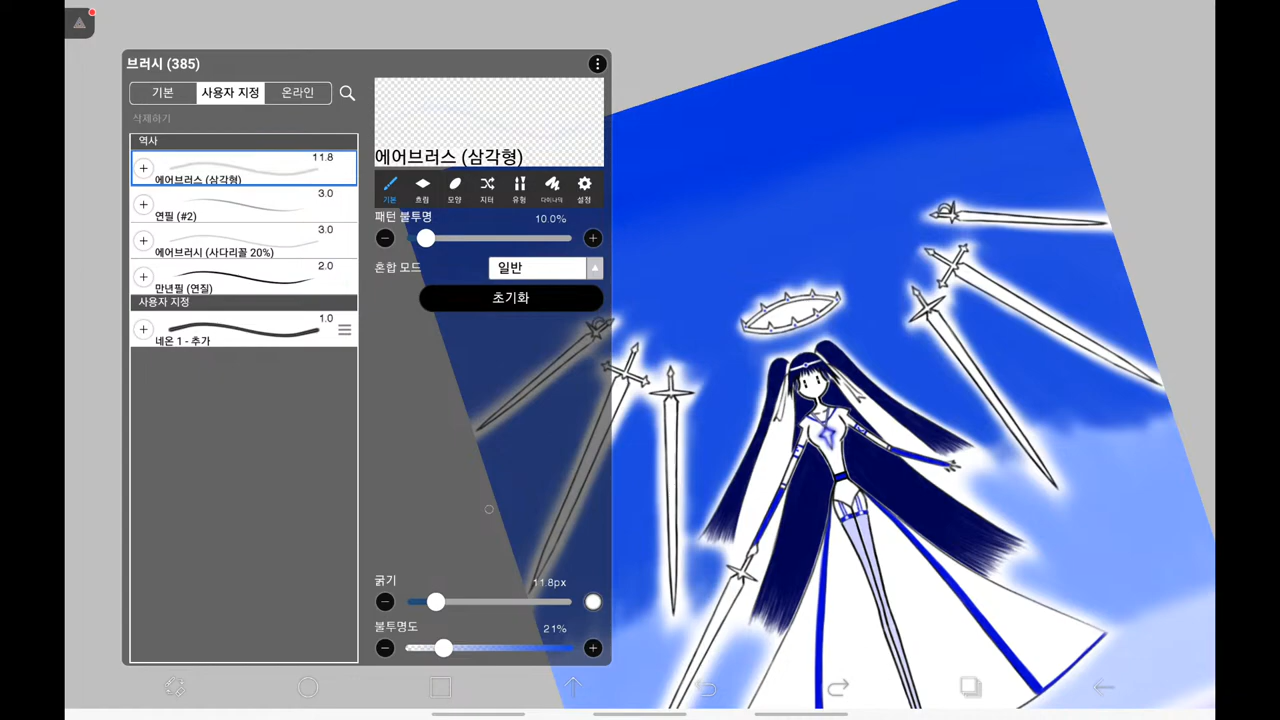 브러시 (385)
기본
사용자 지정
온라인
삭제하기
역사
11.8
에어브러스 (삼각형)
3.0
연필 (#2)
3.0
에어브러시 (사다리꼴 20%)
2.0
만년필 (연질)
사용자 지정
1.0
네온 1 - 추가
에어브러스 (삼각형)
기본
흐림
모양
지터
유형
다이나믹
설정
패턴 불투명
10.0%
혼합 모드
일반
초기화
굵기
11.8px
불투명도
21%